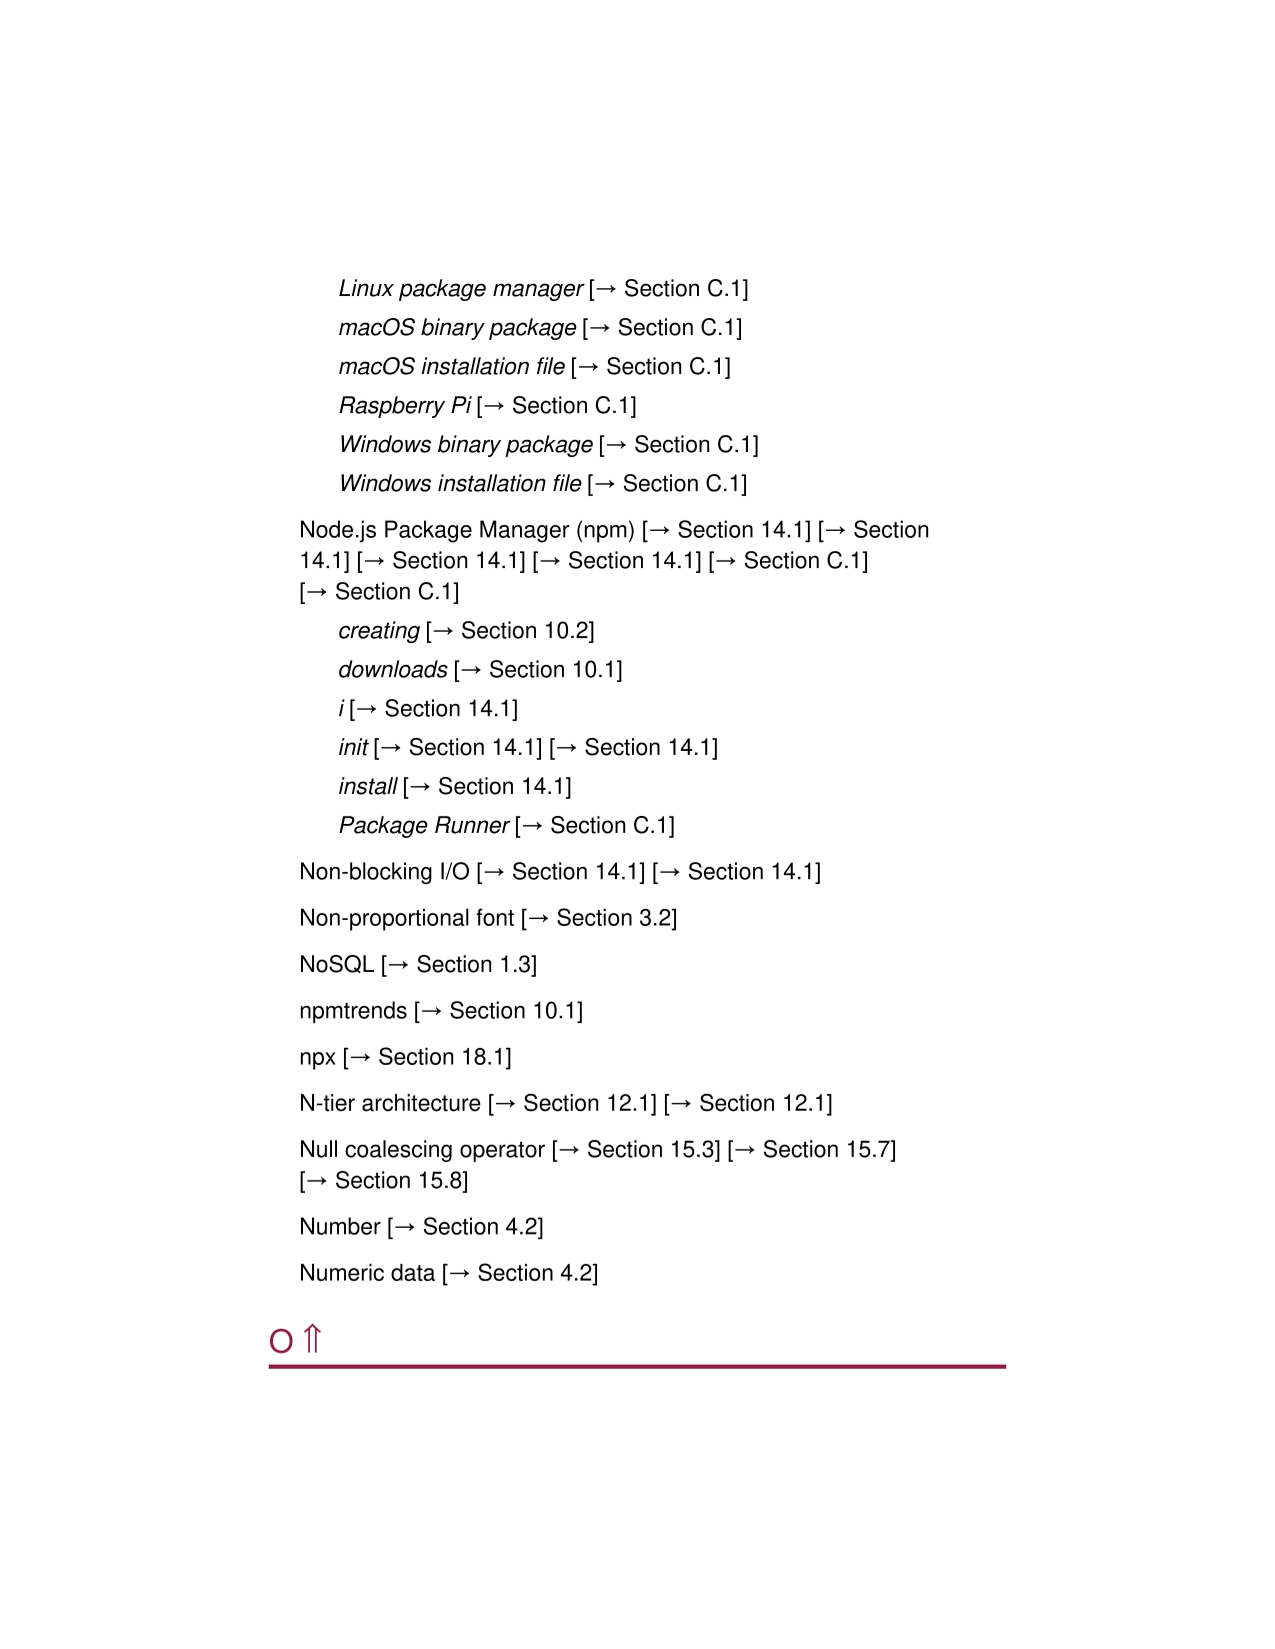 Linux package manager [→ Section C.1]
macOS binary package [→ Section C.1]
macOS installation file [→ Section C.1]
Raspberry Pi [→ Section C.1]
Windows binary package [→ Section C.1]
Windows installation file [→ Section C.1]
Node.js Package Manager (npm) [→ Section 14.1] [→ Section
14.1] [→ Section 14.1] [→ Section 14.1] [→ Section C.1]
[→ Section C.1]
creating [→ Section 10.2]
downloads [→ Section 10.1]
i [→ Section 14.1]
init [→ Section 14.1] [→ Section 14.1]
install [→ Section 14.1]
Package Runner [→ Section C.1]
Non-blocking I/O [→ Section 14.1] [→ Section 14.1]
Non-proportional font [→ Section 3.2]
NoSQL [→ Section 1.3]
npmtrends [→ Section 10.1]
npx [→ Section 18.1]
N-tier architecture [→ Section 12.1] [→ Section 12.1]
Null coalescing operator [→ Section 15.3] [→ Section 15.7]
[→ Section 15.8]
Number [→ Section 4.2]
Numeric data [→ Section 4.2]
O ⇑